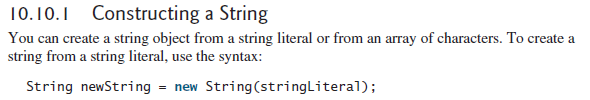 10.10.1 Constructing a String
You can create a string object from a string literal or from an array of characters. To create a
string from a string literal, use the syntax:
String newString = new String(stringLiteral);